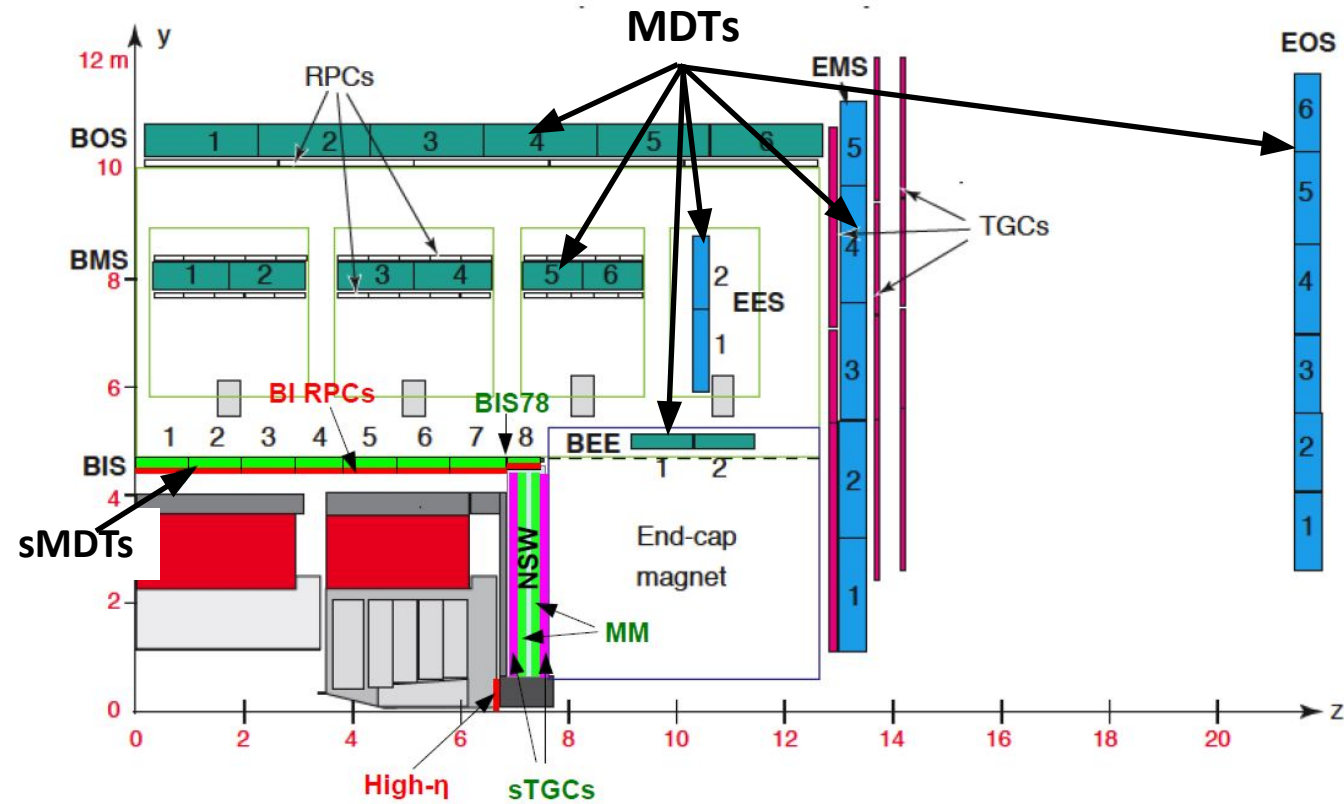 MDTs
y
12 m
RPCs
EMS
EOS
BOS
1 2 3 4 5 6
5
6
10
5
TGCs
4
BMS
1 2
3 4
5 6
2
EES
8
4
1
3
3
6
BI RPCs
BIS78
1 2 3 4 5 6 7 8
BEE
1 2
2
BIS
2
4
1
sMDTs
NSW
End-cap
magnet
2
1
MM
0
z
0 2 4 6 8 10 12 14 16 18 20
High-η
sTGCs